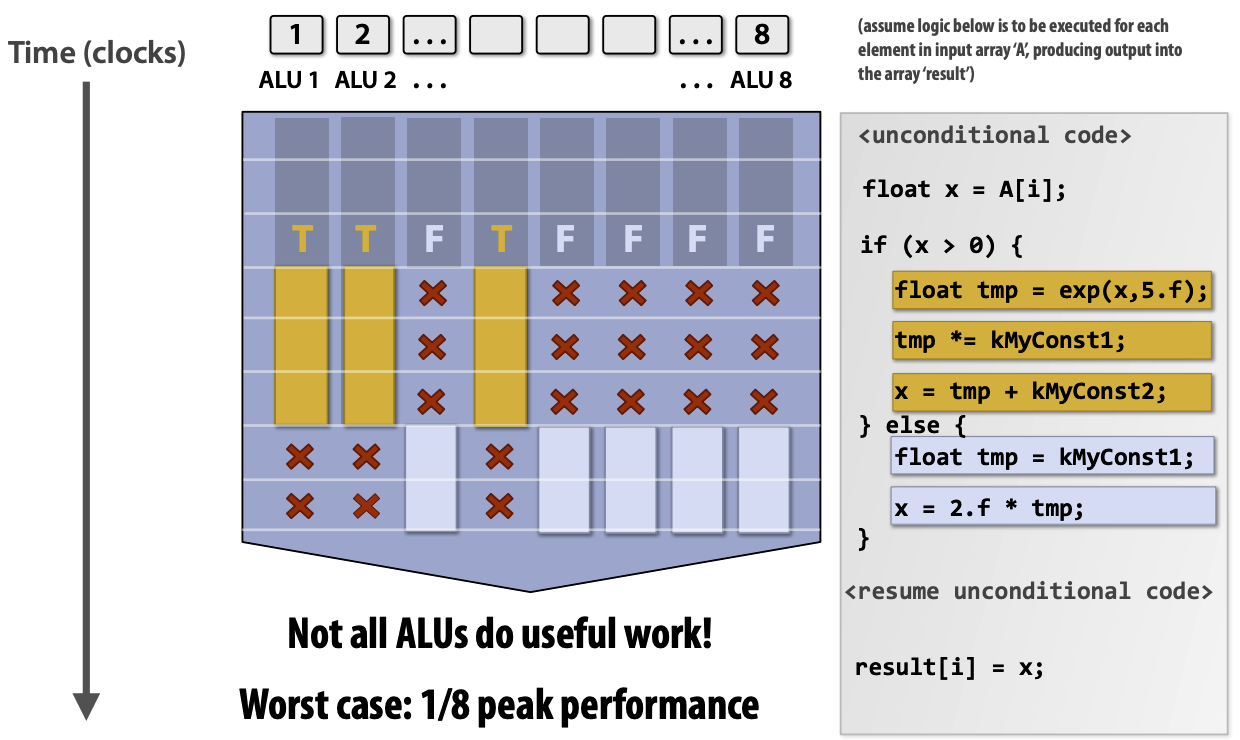 Time (clocks)
1 2 ... ... 8
ALU 1 ALU 2 ... ... ALU 8
T T F T F F F F
Not all ALUs do useful work!
Worst case: 1/8 peak performance
(assume logic below is to be executed for each
element in input array ‘A’, producing output into
the array ‘result’)
<unconditional code>
float x = A[i];
if (x > 0) {
float tmp = exp(x,5.f);
tmp *= kMyConst1;
x = tmp + kMyConst2;
} else {
float tmp = kMyConst1;
x = 2.f * tmp;
}
<resume unconditional code>
result[i] = x;